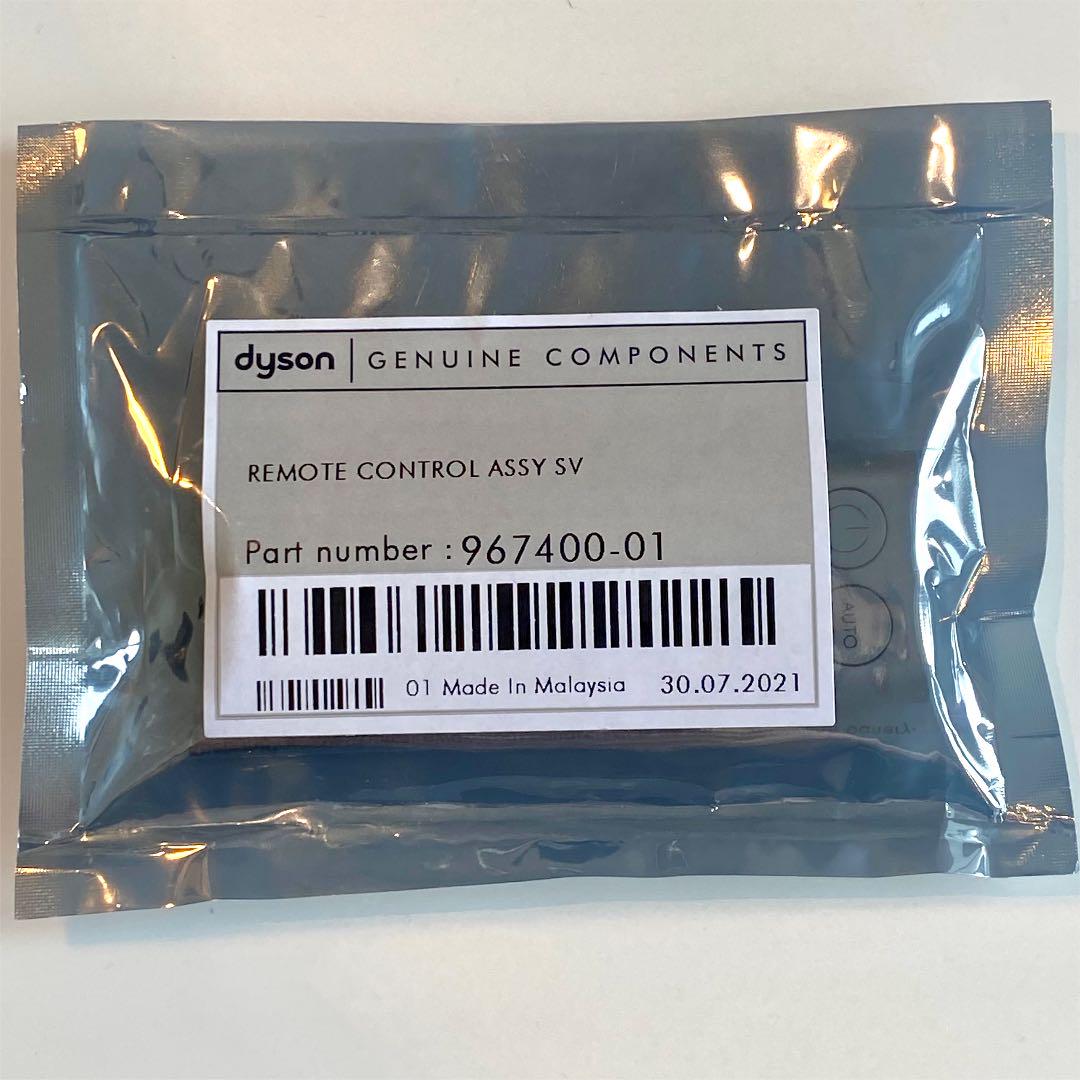 dyson | GENUINE COMPONENTS
REMOTE CONTROL ASSY SV
Part number : 967400-01
01 Made In Malaysia 30.07.2021
AUTO
battery.